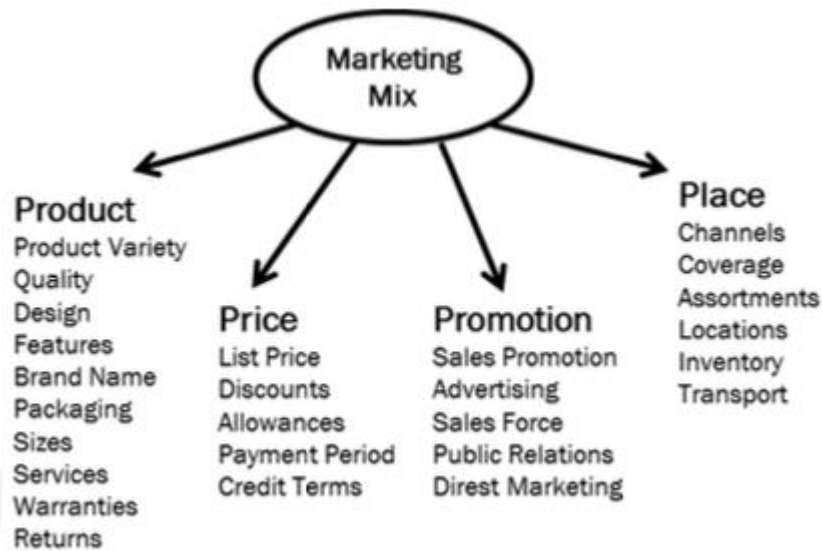 Marketing
Mix
Product
Product Variety
Quality
Design
Features
Brand Name
Packaging
Sizes
Services
Warranties
Returns
Price
List Price
Discounts
Allowances
Payment Period
Credit Terms
Promotion
Sales Promotion
Advertising
Sales Force
Public Relations
Direst Marketing
Place
Channels
Coverage
Assortments
Locations
Inventory
Transport